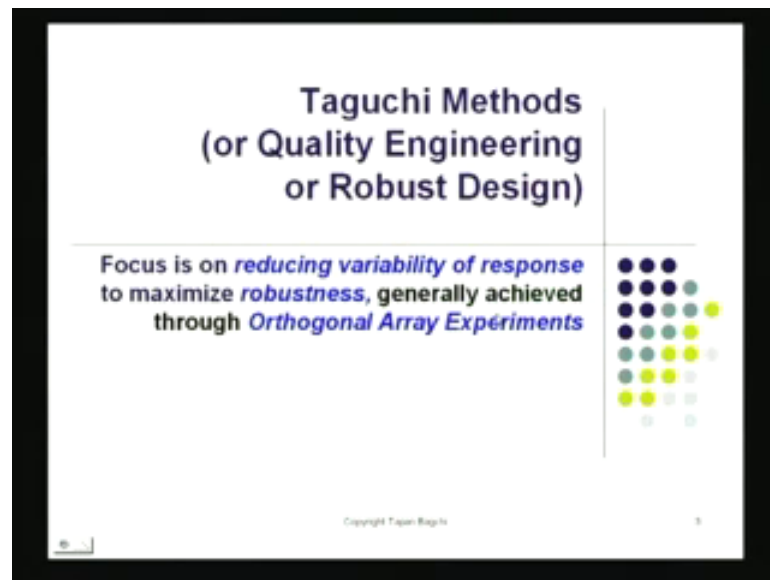 Taguchi Methods
(or Quality Engineering
or Robust Design)
Focus is on reducing variability of response
to maximize robustness, generally achieved
through Orthogonal Array Experiments
Copyright Tapan Bagchi
3